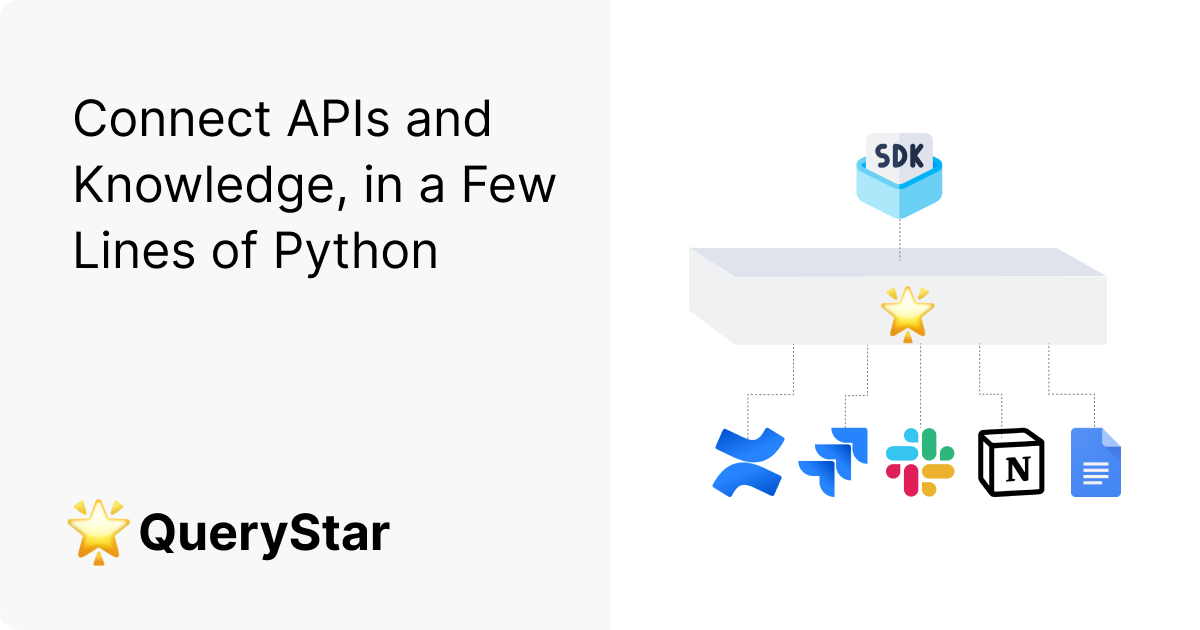 Connect APIs and
Knowledge, in a Few
Lines of Python
QueryStar
SDK
N